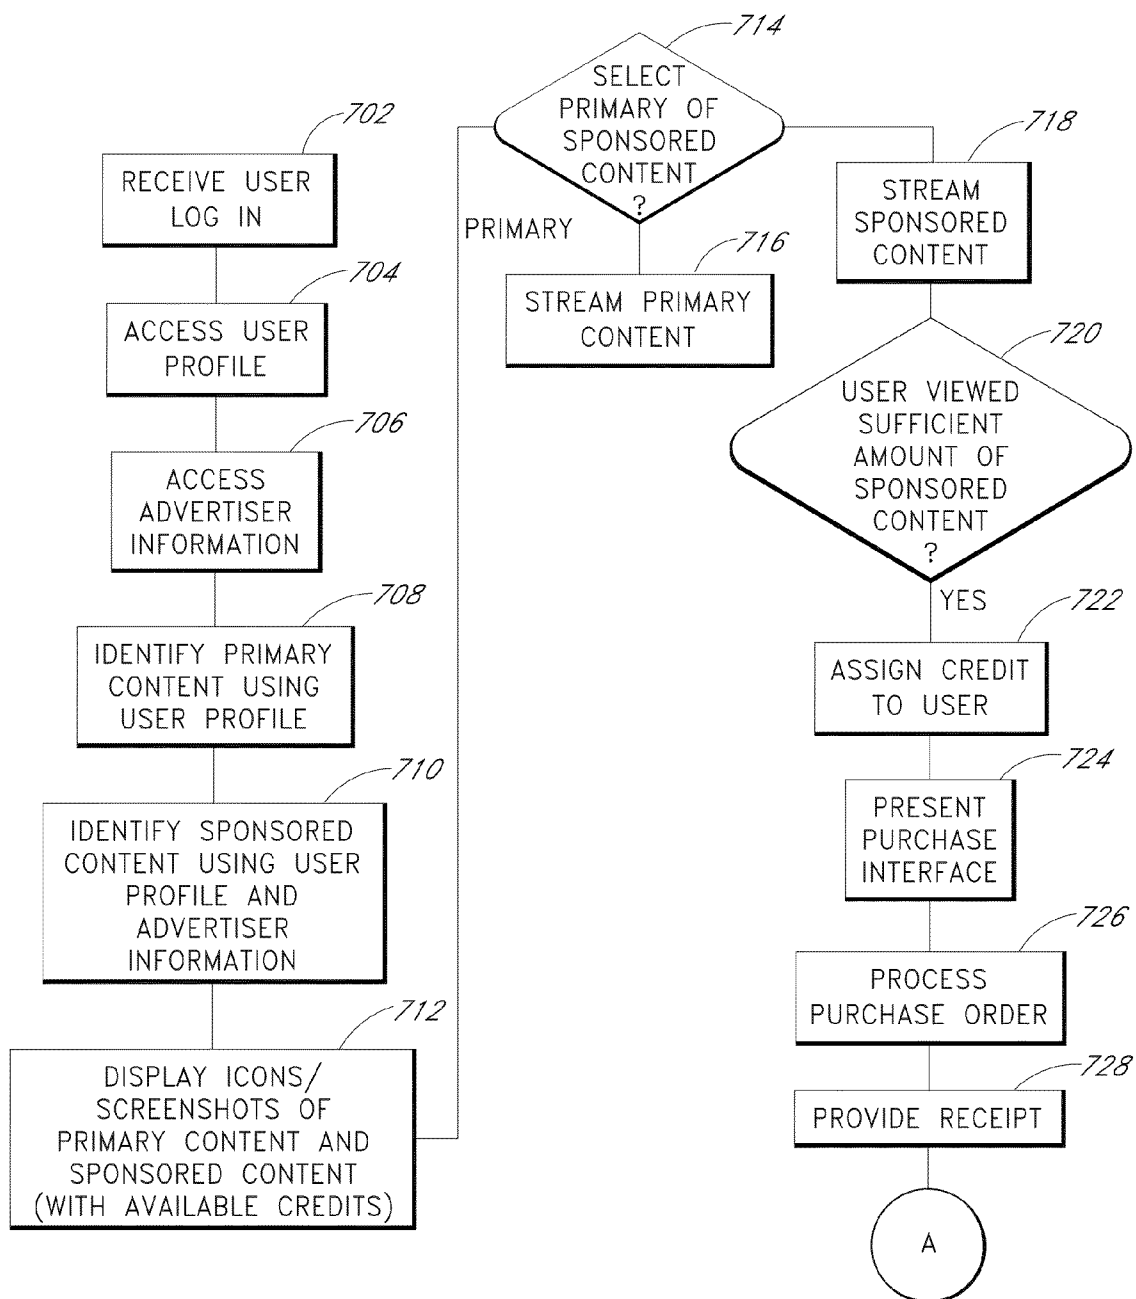 702
RECEIVE USER
LOG IN
704
ACCESS USER
PROFILE
706
ACCESS
ADVERTISER
INFORMATION
708
IDENTIFY PRIMARY
CONTENT USING
USER PROFILE
710
IDENTIFY SPONSORED
CONTENT USING USER
PROFILE AND
ADVERTISER
INFORMATION
712
DISPLAY ICONS/
SCREENSHOTS OF
PRIMARY CONTENT AND
SPONSORED CONTENT
(WITH AVAILABLE CREDITS)
714
SELECT
PRIMARY OF
SPONSORED
CONTENT
?
PRIMARY
716
STREAM PRIMARY
CONTENT
718
STREAM
SPONSORED
CONTENT
720
USER VIEWED
SUFFICIENT
AMOUNT OF
SPONSORED
CONTENT
?
YES
722
ASSIGN CREDIT
TO USER
724
PRESENT
PURCHASE
INTERFACE
726
PROCESS
PURCHASE ORDER
728
PROVIDE RECEIPT
A